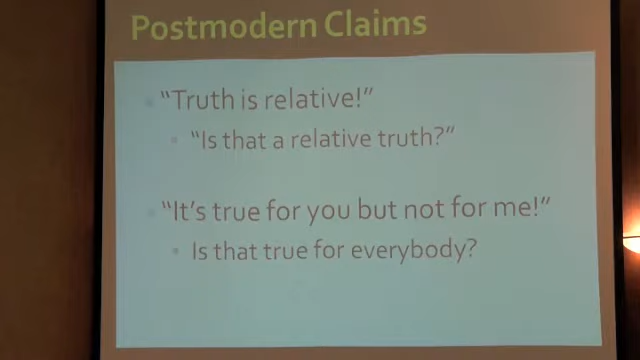 Postmodern Claims
"Truth is relative!"
"Is that a relative truth?"
"It's true for you but not for me!"
Is that true for everybody?